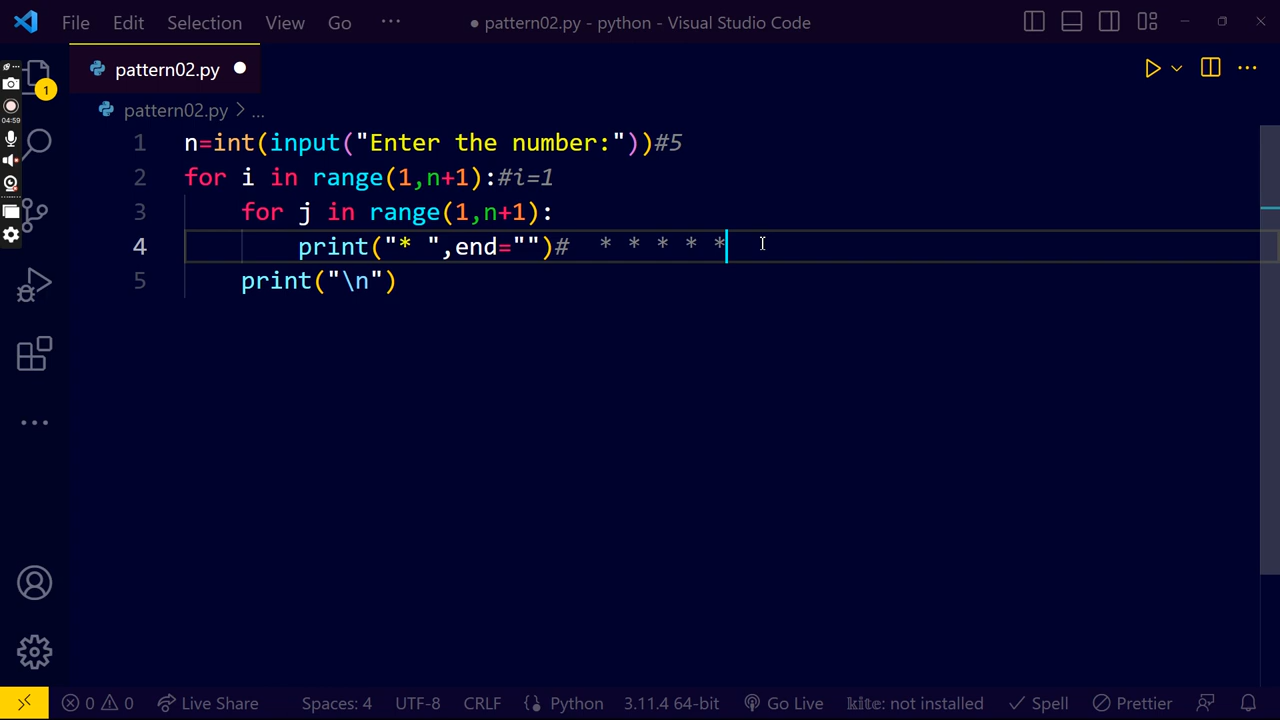 File Edit Selection View Go ··· ● pattern02.py - python - Visual Studio Code
pattern02.py ●
pattern02.py > ...
1 n=int(input("Enter the number:"))#5
2 for i in range(1,n+1):#i=1
3     for j in range(1,n+1):
4         print("* ",end="")#  * * * * *
5     print("\n")
1
04:59
0 0 Live Share Spaces: 4 UTF-8 CRLF Python 3.11.4 64-bit Go Live kite: not installed Spell Prettier